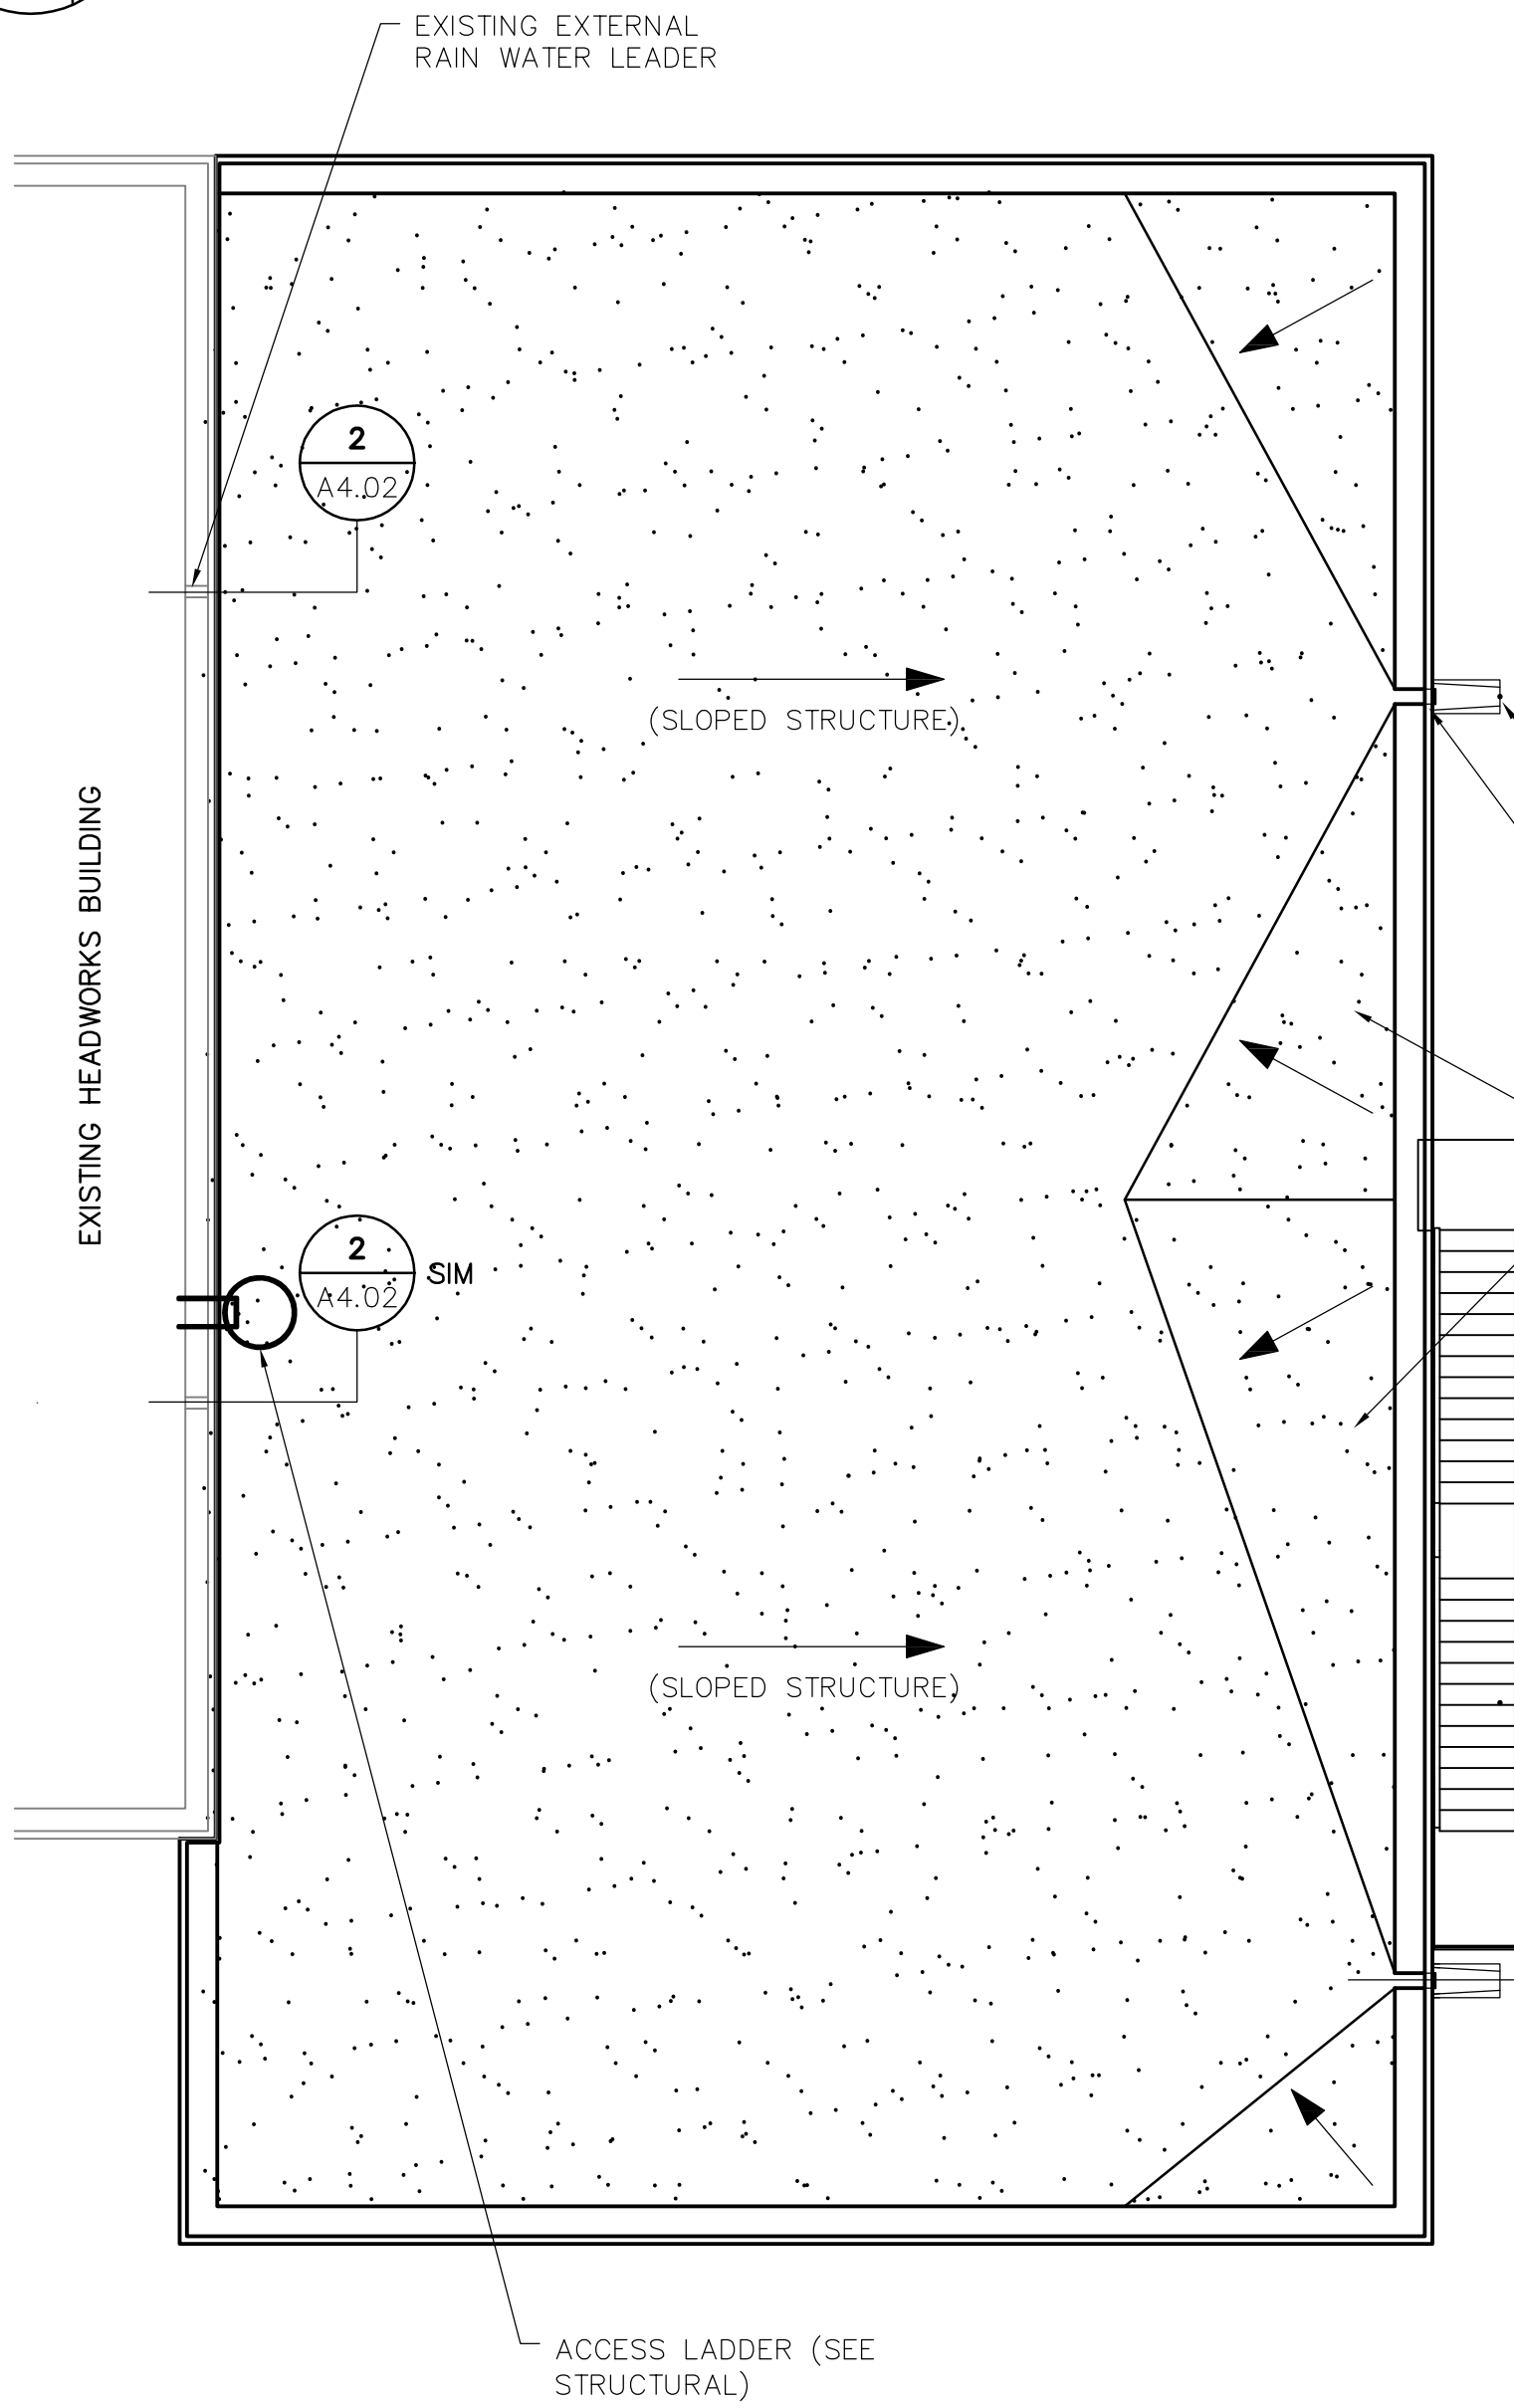 EXISTING EXTERNAL
RAIN WATER LEADER
2
A4.02
(SLOPED STRUCTURE)
EXISTING HEADWORKS BUILDING
2
A4.02
SIM
(SLOPED STRUCTURE)
ACCESS LADDER (SEE
STRUCTURAL)